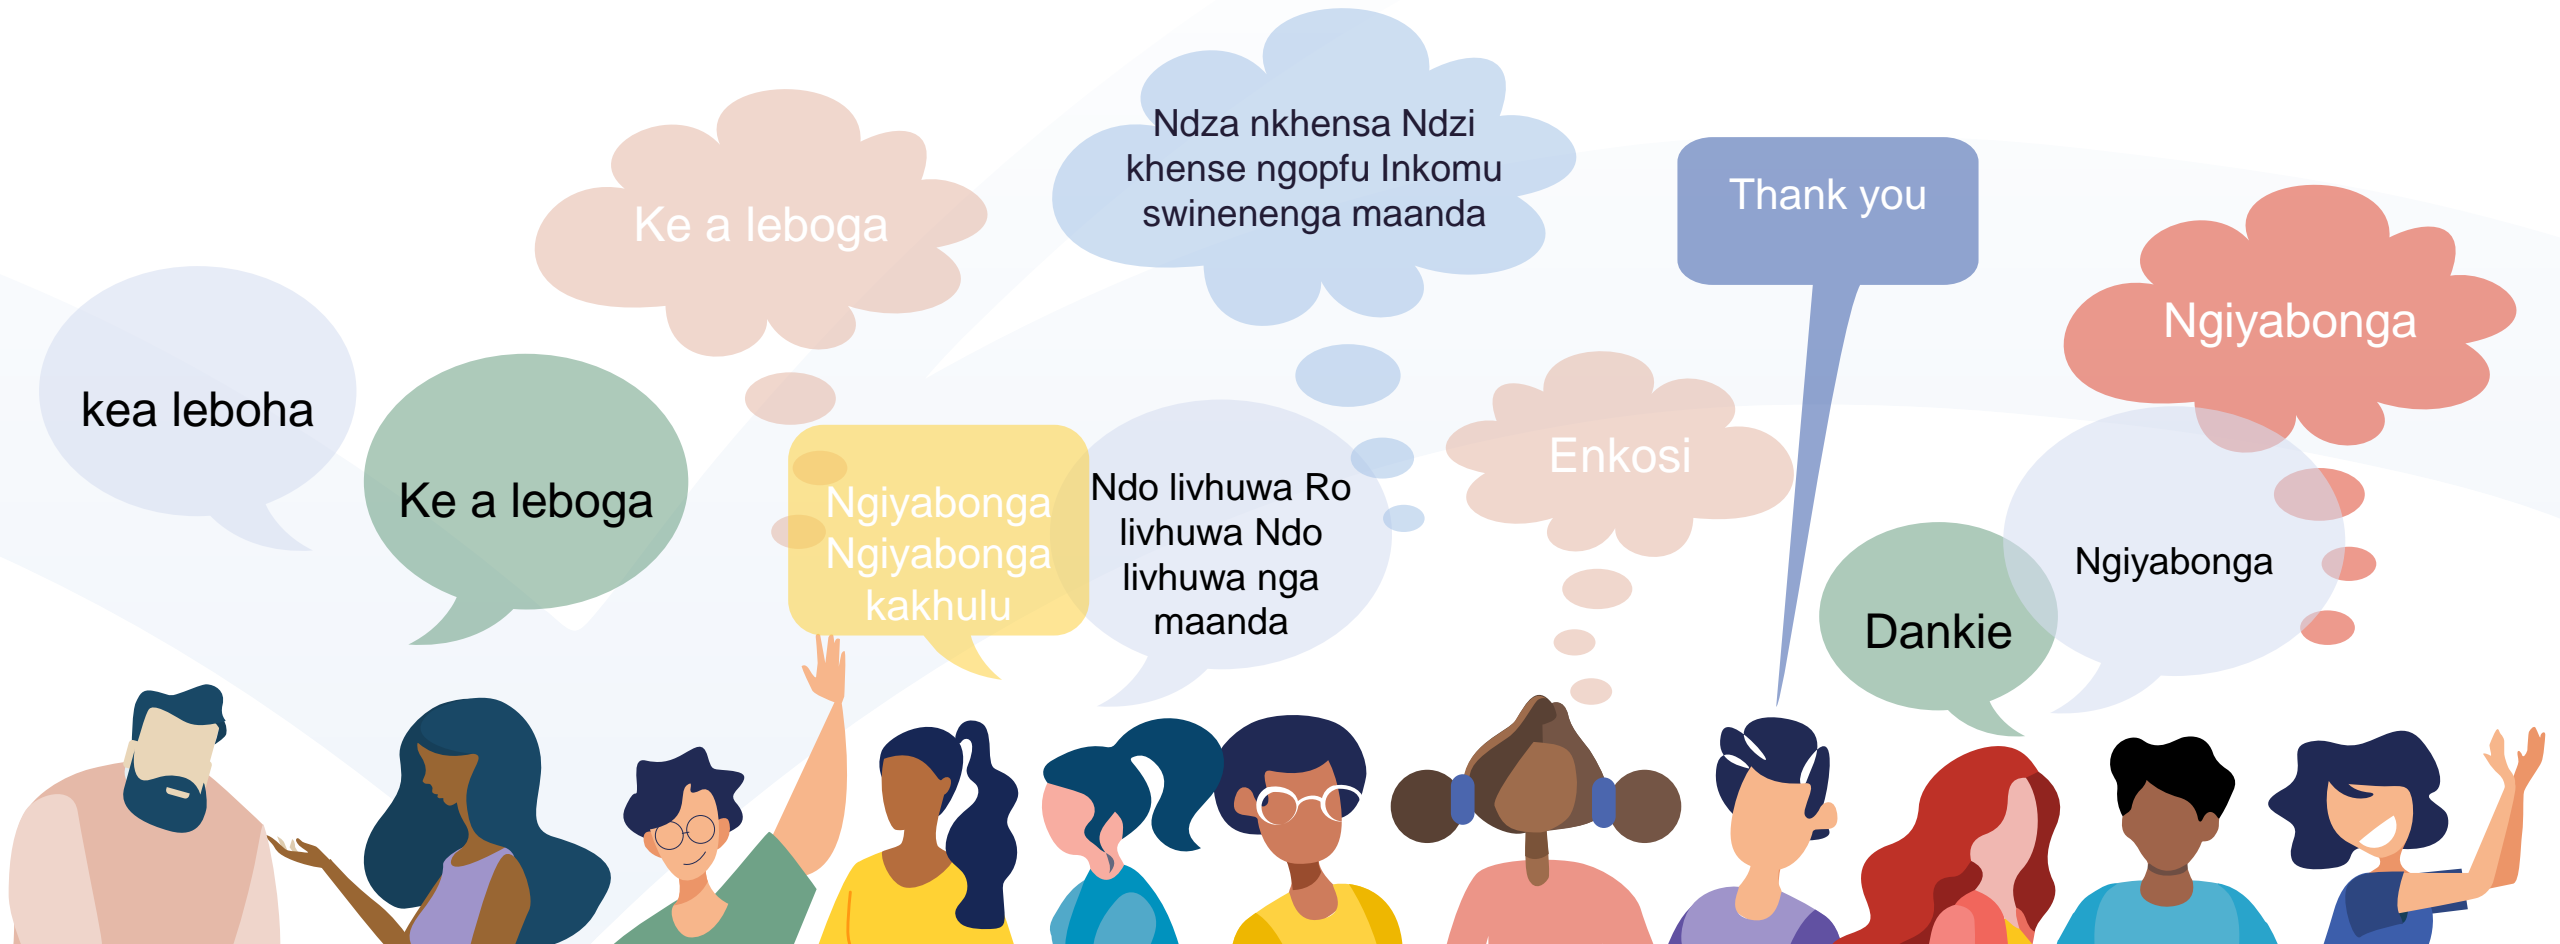 kea leboha
Ke a leboga
Ke a leboga
Ngiyabonga
Ngiyabonga
kakhulu
Ndza nkhensa Ndzi
khense ngopfu Inkomu
swinenenga maanda
Ndo livhuwa Ro
livhuwa Ndo
livhuwa nga
maanda
Enkosi
Thank you
Dankie
Ngiyabonga
Ngiyabonga